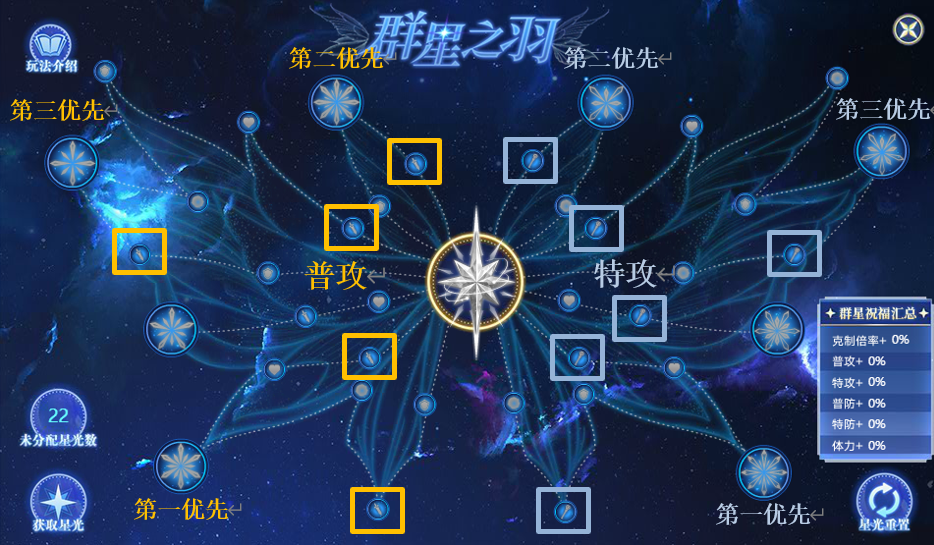 群星之羽
玩法介绍
第二优先
第二优先
第三优先
第三优先
普攻
特攻
群星祝福汇总
克制倍率+ 0%
普攻+ 0%
特攻+ 0%
普防+ 0%
特防+ 0%
体力+ 0%
22
未分配星光数
第一优先
第一优先
获取星光
星光重置